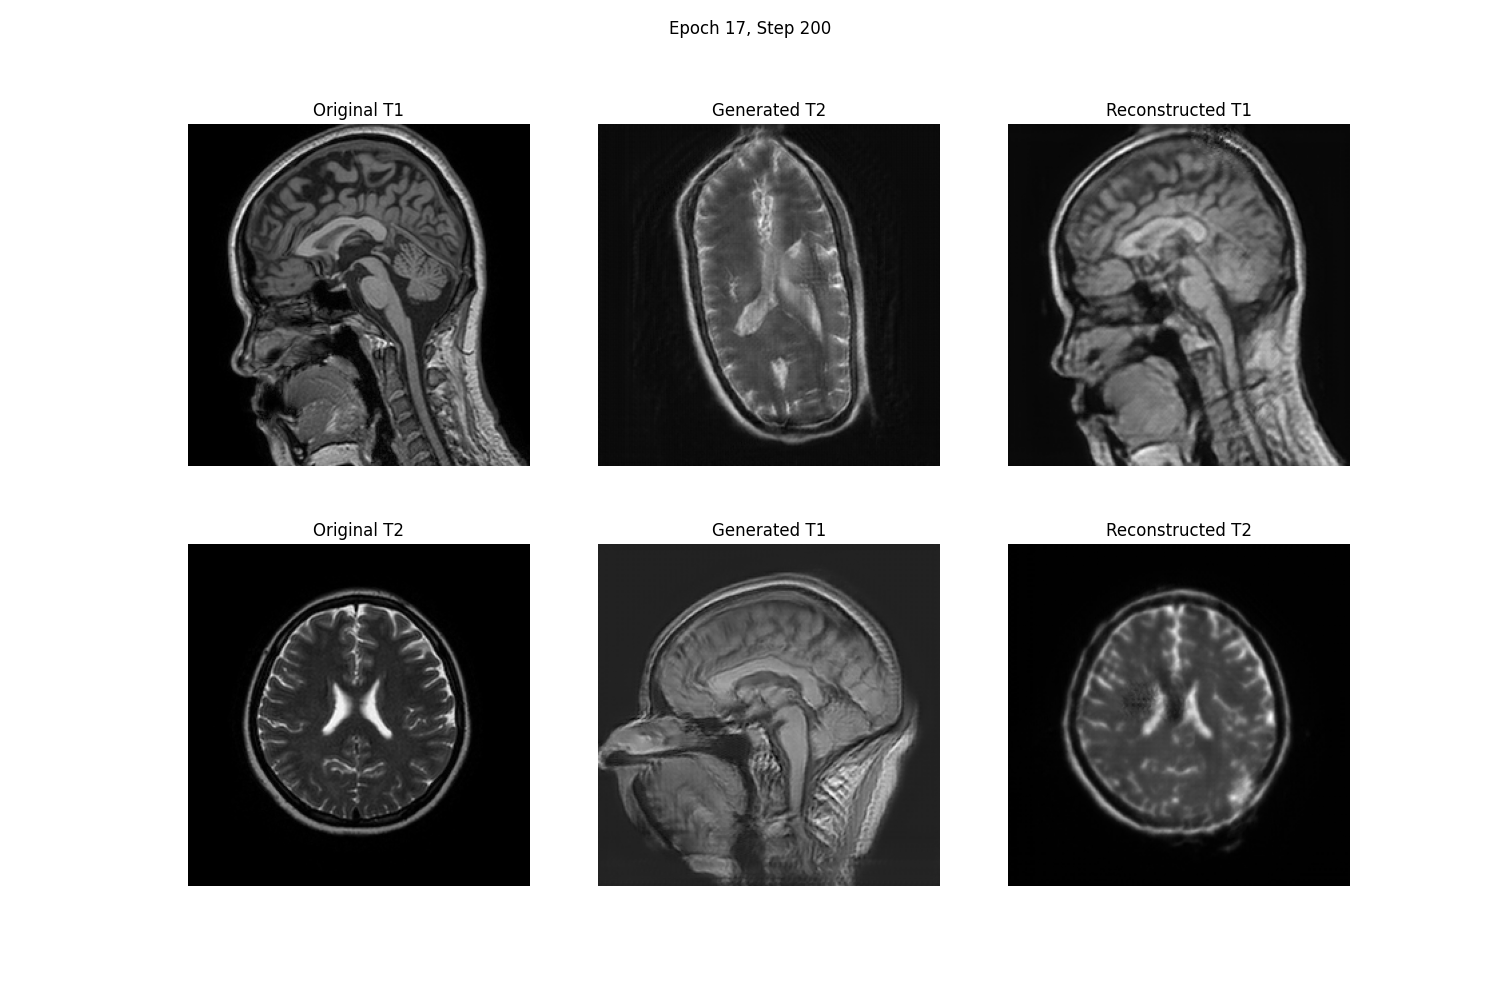 Epoch 17, Step 200
Original T1
Generated T2
Reconstructed T1
Original T2
Generated T1
Reconstructed T2